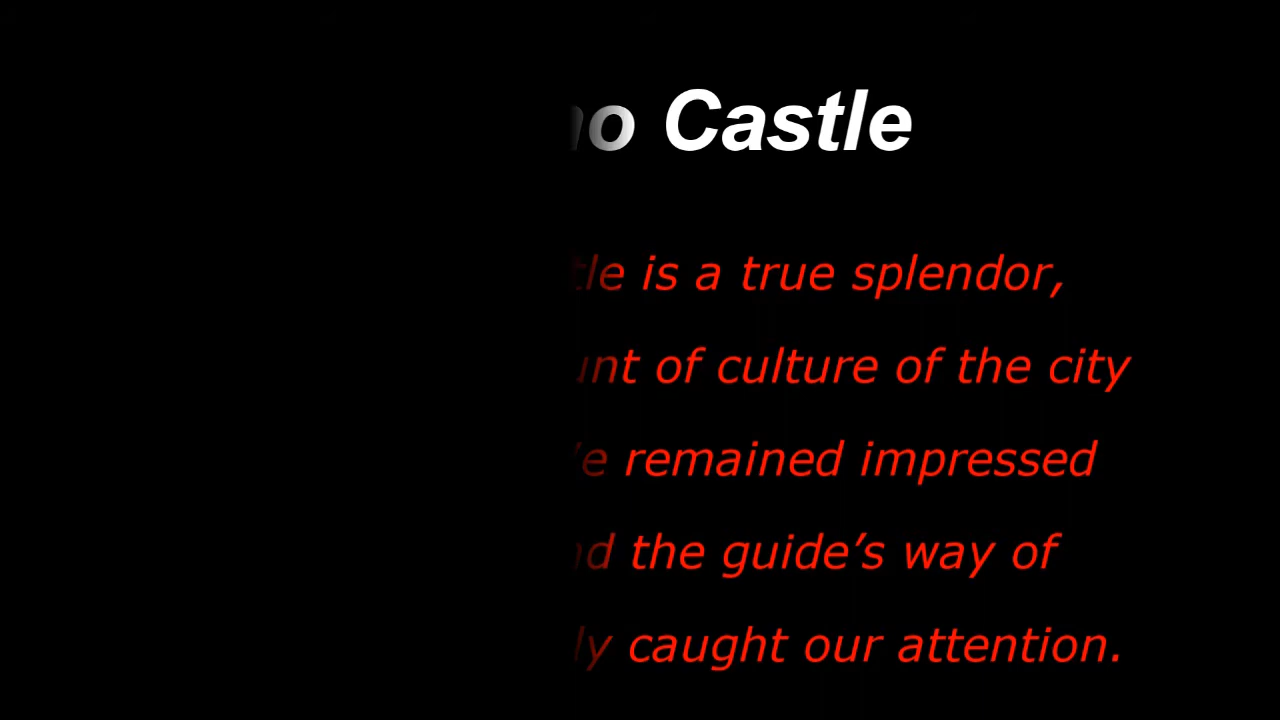 Castle
is a true splendor,
of culture of the city
remained impressed
the guide’s way of
caught our attention.